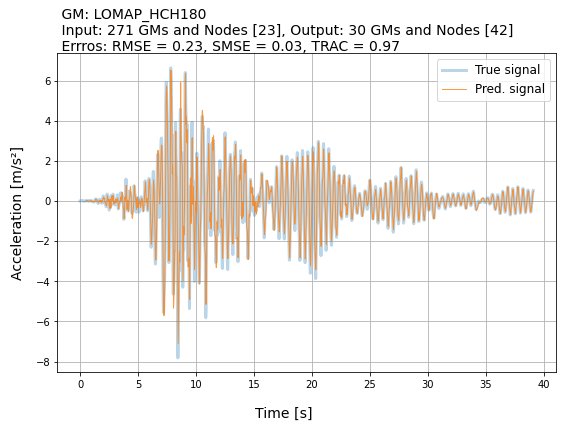 GM: LOMAP_HCH180
Input: 271 GMs and Nodes [23], Output: 30 GMs and Nodes [42]
Errros: RMSE = 0.23, SMSE = 0.03, TRAC = 0.97
True signal
Pred. signal
Acceleration [m/s²]
6
4
2
0
−2
−4
−6
−8
0 5 10 15 20 25 30 35 40
Time [s]